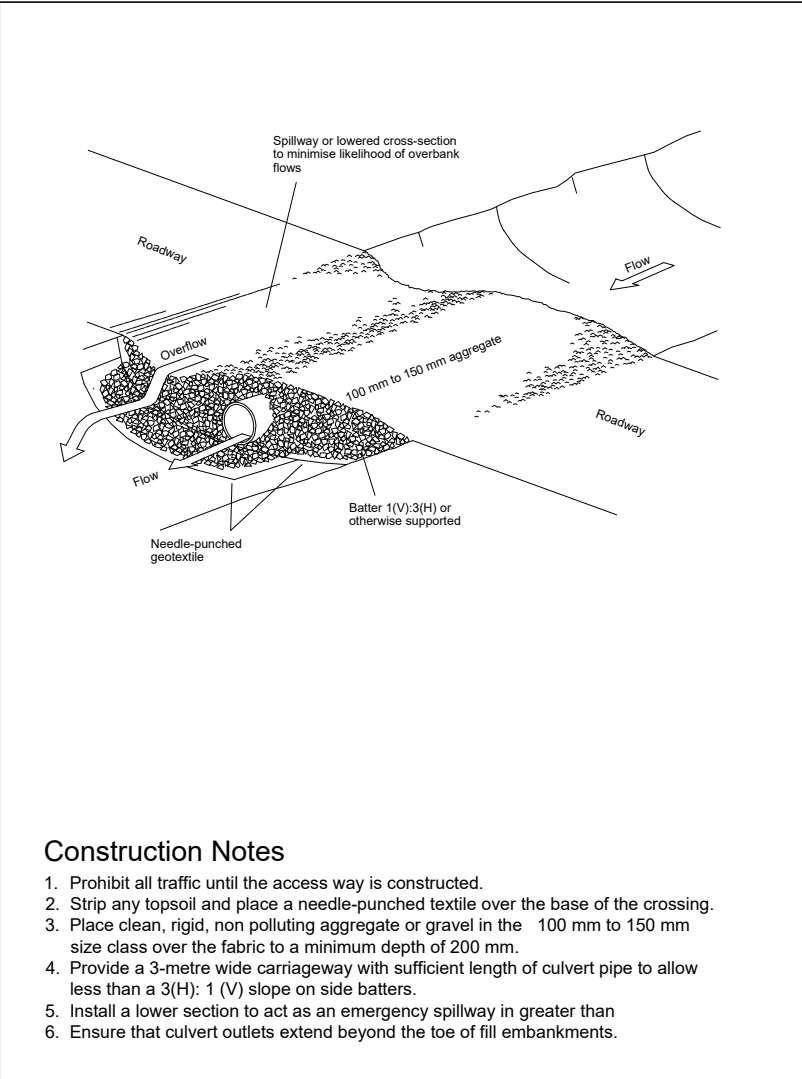 Spillway or lowered cross-section
to minimise likelihood of overbank
flows
Roadway
Flow
Overflow
100 mm to 150 mm aggregate
Roadway
Flow
Batter 1(V):3(H) or
otherwise supported
Needle-punched
geotextile
Construction Notes
1. Prohibit all traffic until the access way is constructed.
2. Strip any topsoil and place a needle-punched textile over the base of the crossing.
3. Place clean, rigid, non polluting aggregate or gravel in the 100 mm to 150 mm
size class over the fabric to a minimum depth of 200 mm.
4. Provide a 3-metre wide carriageway with sufficient length of culvert pipe to allow
less than a 3(H): 1 (V) slope on side batters.
5. Install a lower section to act as an emergency spillway in greater than
6. Ensure that culvert outlets extend beyond the toe of fill embankments.